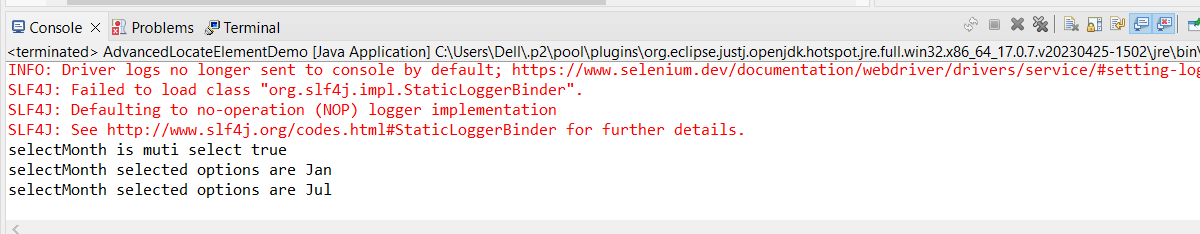 Console Problems Terminal
<terminated> AdvancedLocateElementDemo [Java Application] C:\Users\Dell\.p2\pool\plugins\org.eclipse.justj.openjdk.hotspot.jre.full.win32.x86_64_17.0.7.v20230425-1502\jre\bin\
INFO: Driver logs no longer sent to console by default; https://www.selenium.dev/documentation/webdriver/drivers/service/#setting-log
SLF4J: Failed to load class "org.slf4j.impl.StaticLoggerBinder".
SLF4J: Defaulting to no-operation (NOP) logger implementation
SLF4J: See http://www.slf4j.org/codes.html#StaticLoggerBinder for further details.
selectMonth is muti select true
selectMonth selected options are Jan
selectMonth selected options are Jul